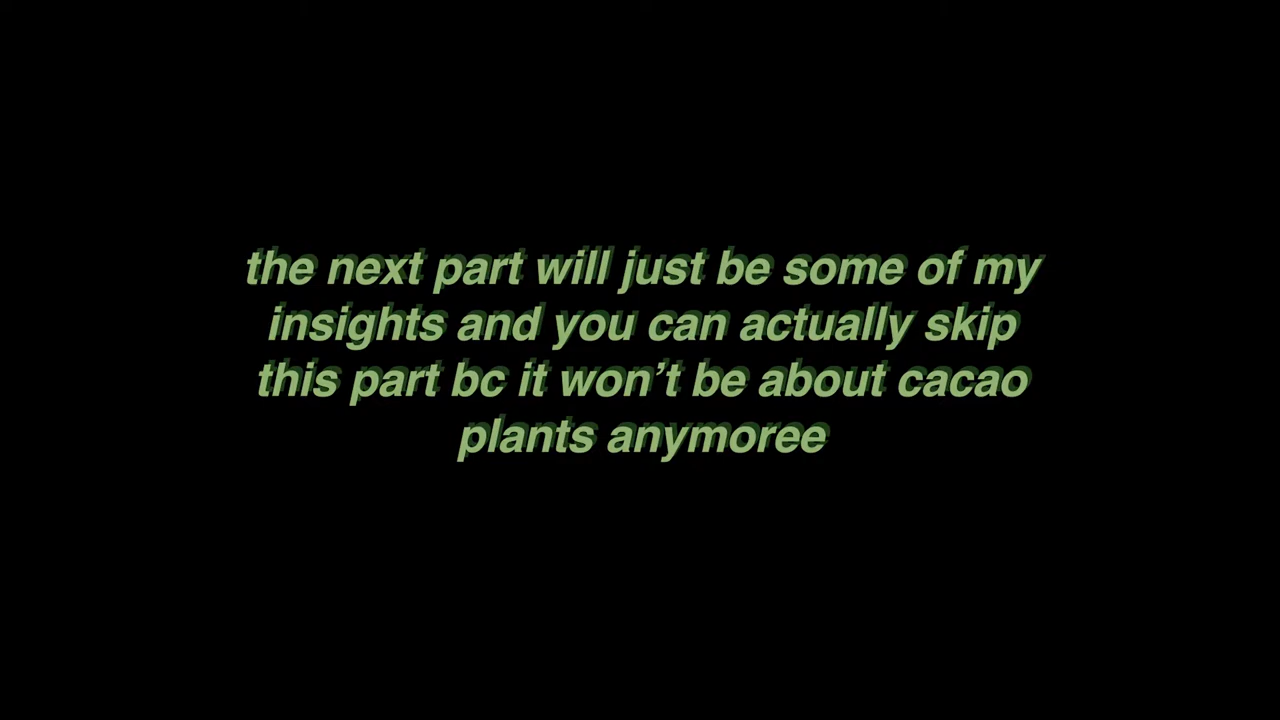 the next part will just be some of my
insights and you can actually skip
this part bc it won’t be about cacao
plants anymoree